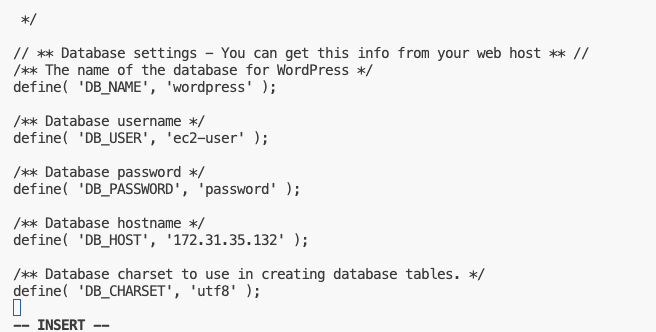 */
// ** Database settings - You can get this info from your web host ** //
/** The name of the database for WordPress */
define( 'DB_NAME', 'wordpress' );
/** Database username */
define( 'DB_USER', 'ec2-user' );
/** Database password */
define( 'DB_PASSWORD', 'password' );
/** Database hostname */
define( 'DB_HOST', '172.31.35.132' );
/** Database charset to use in creating database tables. */
define( 'DB_CHARSET', 'utf8' );
-- INSERT --